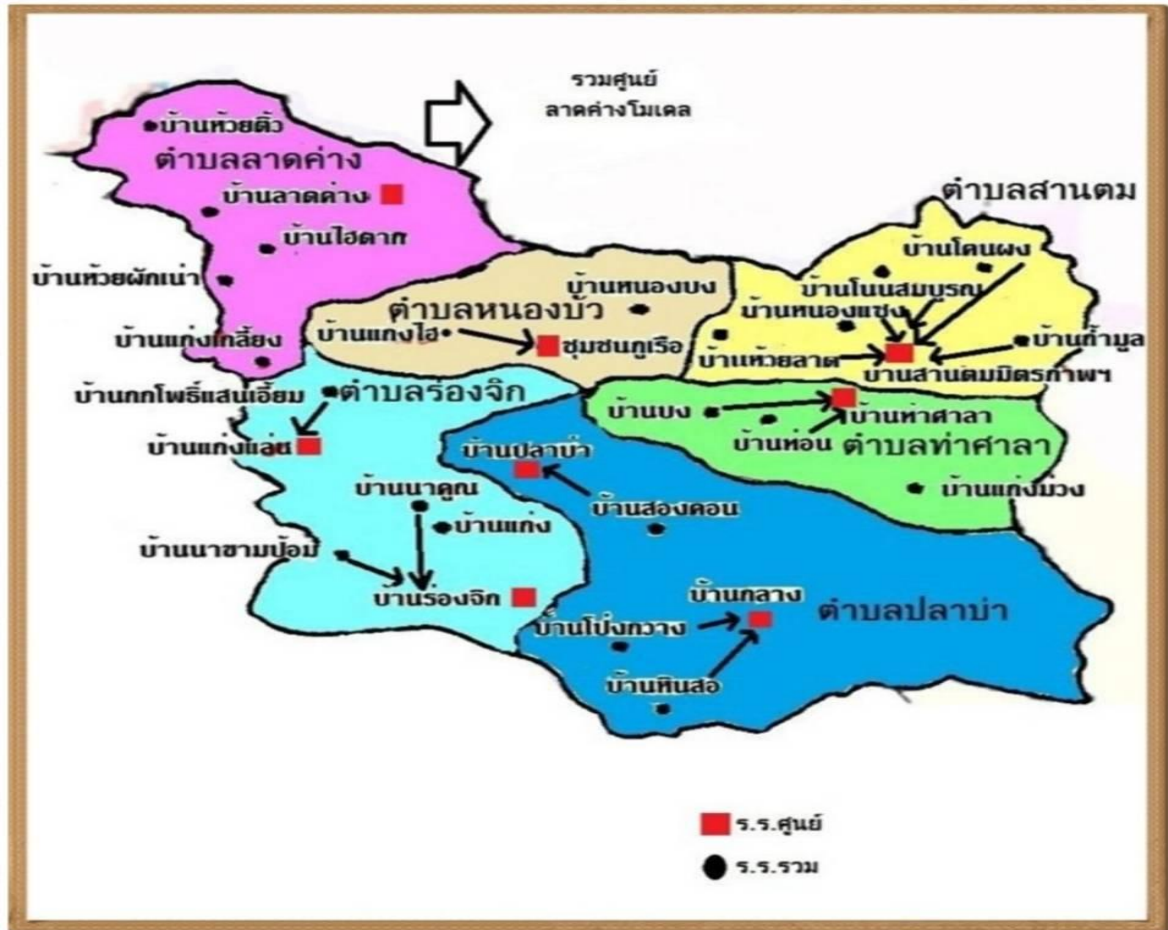 รวมศูนย์
ลาดค่างโมเดล
บ้านห้วยติ้ว
ตำบลลาดค่าง
บ้านลาดค่าง
บ้านไฮตาก
บ้านห้วยผักเน่า
บ้านแก่งเกลี้ยง
ตำบลสานตม
บ้านโคนผง
บ้านโนนสมบูรณ์
บ้านหนองแซง
บ้านถ้ำมูล
บ้านห้วยลาด
บ้านสานตมมิตรภาพฯ
บ้านหนองบง
ตำบลหนองบัว
บ้านแก่งไฮ
ชุมชนภูเรือ
บ้านกกโพธิ์แสนเอี้ยม
ตำบลร่องจิก
บ้านแก่งแล่ช
บ้านบง
บ้านท่าศาลา
บ้านท่อน
ตำบลท่าศาลา
บ้านแก่งม่วง
บ้านปลาบ่า
บ้านนาคูณ
บ้านสองคอน
บ้านแก่ง
บ้านนาขามป้อม
บ้านร่องจิก
บ้านกลาง
ตำบลปลาบ่า
บ้านโป่งกวาง
บ้านหินสอ
ร.ร.ศูนย์
ร.ร.รวม